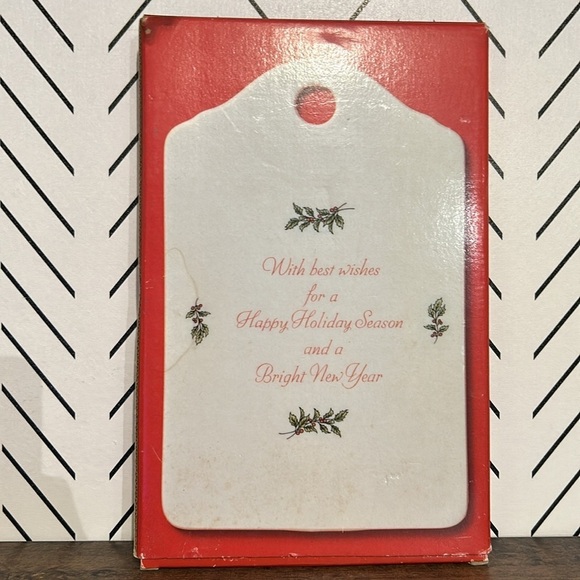 With best wishes
for a
Happy Holiday Season
and a
Bright New Year